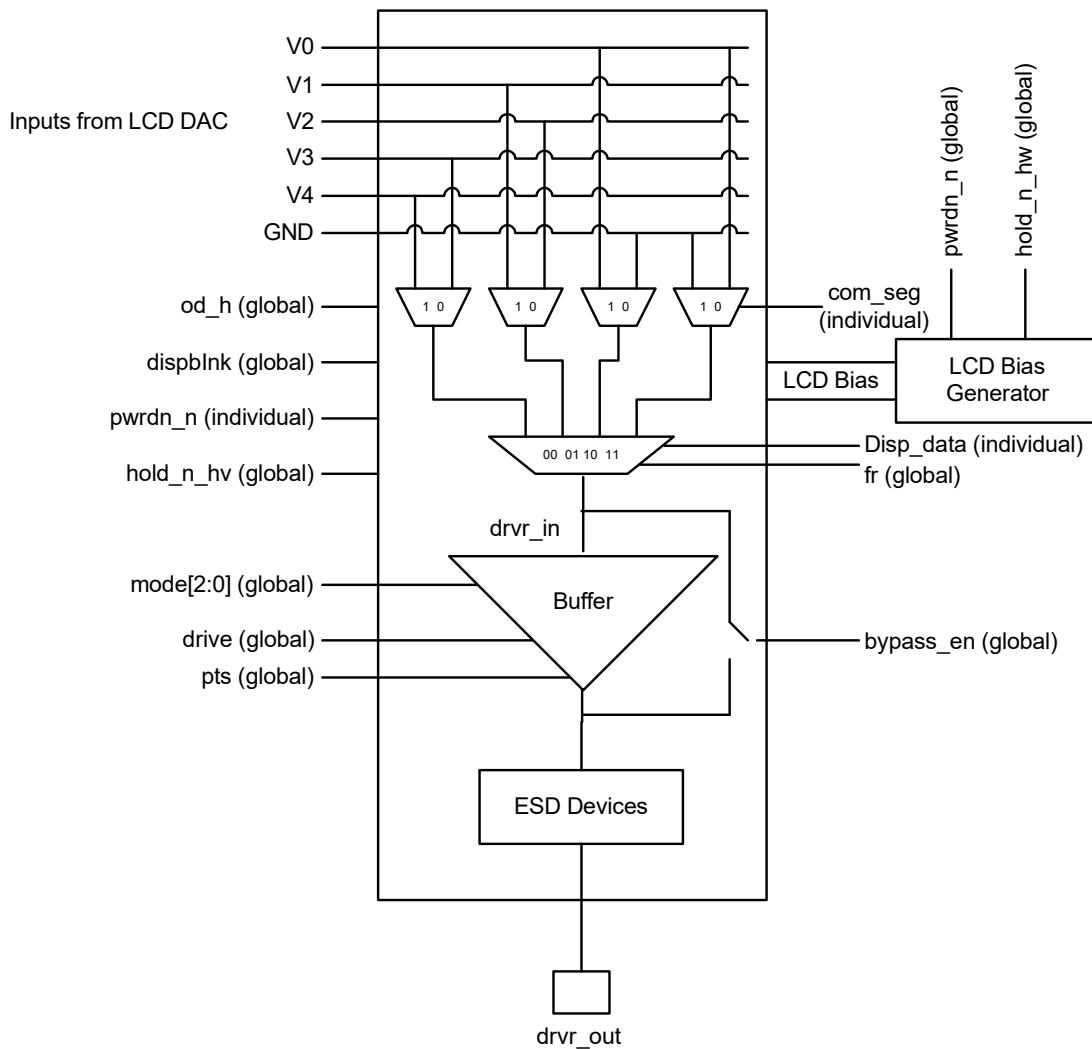 V0
V1
Inputs from LCD DAC
V2
V3
V4
GND
pwrdn_n (global)
hold_n_hw (global)
1 0
1 0
1 0
1 0
od_h (global)
com_seg
(individual)
dispblnk (global)
LCD Bias
LCD Bias
Generator
pwrdn_n (individual)
00 01 10 11
Disp_data (individual)
hold_n_hv (global)
fr (global)
drvr_in
mode[2:0] (global)
Buffer
drive (global)
bypass_en (global)
pts (global)
ESD Devices
drvr_out